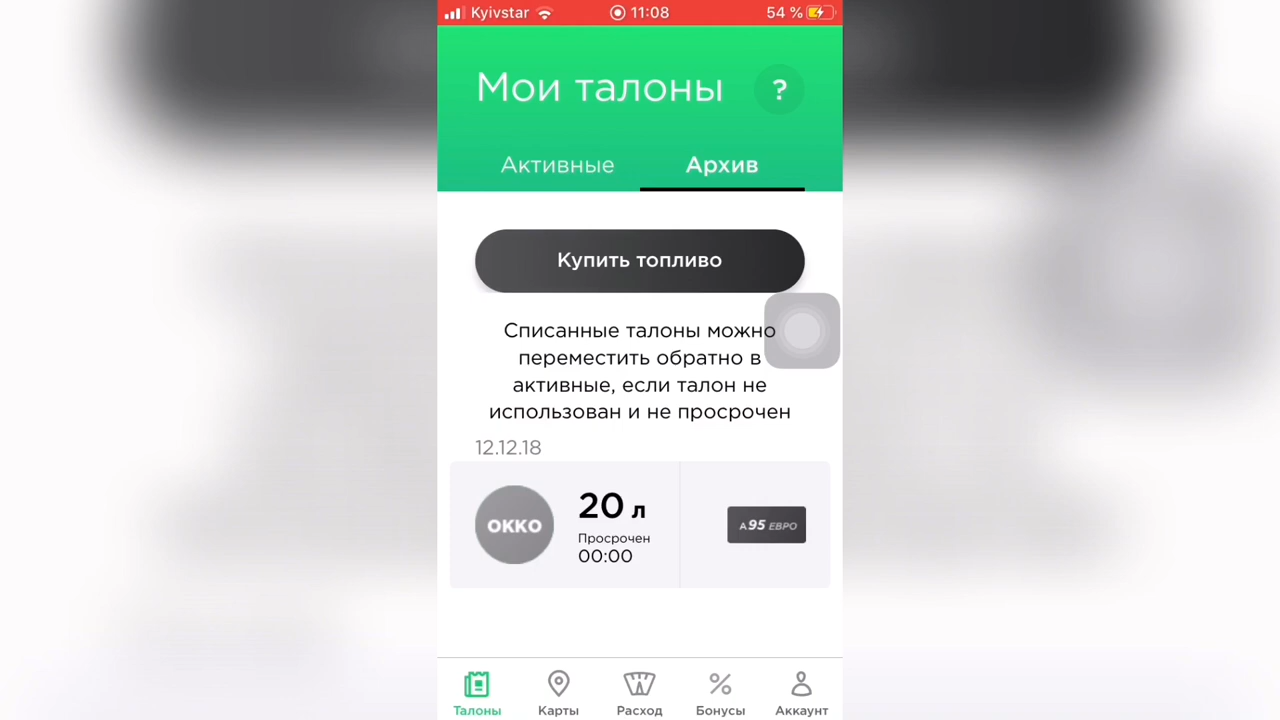 Kyivstar 11:08 54 %
Мои талоны ?
Активные Архив
Купить топливо
Списанные талоны можно
переместить обратно в
активные, если талон не
использован и не просрочен
12.12.18
ОККО 20 л А95 ЕВРО
Просрочен
00:00
Талоны Карты Расход Бонусы Аккаунт